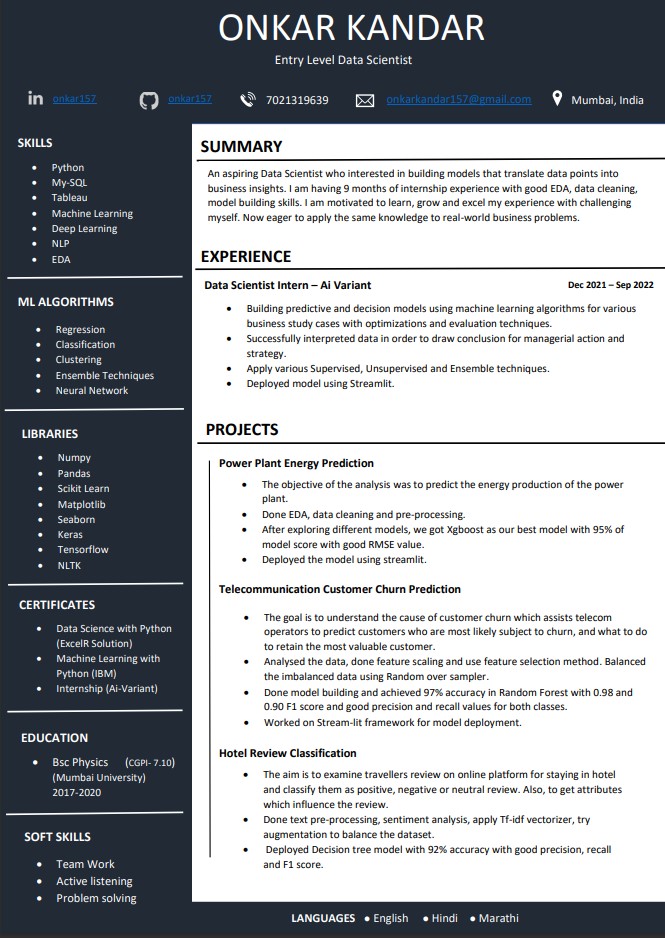 ONKAR KANDAR
Entry Level Data Scientist
in onkar157 onkar157 7021319639 onkarkandar157@gmail.com Mumbai, India
SKILLS
• Python
• My-SQL
• Tableau
• Machine Learning
• Deep Learning
• NLP
• EDA
ML ALGORITHMS
• Regression
• Classification
• Clustering
• Ensemble Techniques
• Neural Network
LIBRARIES
• Numpy
• Pandas
• Scikit Learn
• Matplotlib
• Seaborn
• Keras
• Tensorflow
• NLTK
CERTIFICATES
• Data Science with Python
(ExcelR Solution)
• Machine Learning with
Python (IBM)
• Internship (Ai-Variant)
EDUCATION
• Bsc Physics (CGPI- 7.10)
(Mumbai University)
2017-2020
SOFT SKILLS
• Team Work
• Active listening
• Problem solving
SUMMARY
An aspiring Data Scientist who interested in building models that translate data points into
business insights. I am having 9 months of internship experience with good EDA, data cleaning,
model building skills. I am motivated to learn, grow and excel my experience with challenging
myself. Now eager to apply the same knowledge to real-world business problems.
EXPERIENCE
Data Scientist Intern – Ai Variant Dec 2021 – Sep 2022
• Building predictive and decision models using machine learning algorithms for various
business study cases with optimizations and evaluation techniques.
• Successfully interpreted data in order to draw conclusion for managerial action and
strategy.
• Apply various Supervised, Unsupervised and Ensemble techniques.
• Deployed model using Streamlit.
PROJECTS
Power Plant Energy Prediction
• The objective of the analysis was to predict the energy production of the power
plant.
• Done EDA, data cleaning and pre-processing.
• After exploring different models, we got Xgboost as our best model with 95% of
model score with good RMSE value.
• Deployed the model using streamlit.
Telecommunication Customer Churn Prediction
• The goal is to understand the cause of customer churn which assists telecom
operators to predict customers who are most likely subject to churn, and what to do
to retain the most valuable customer.
• Analysed the data, done feature scaling and use feature selection method. Balanced
the imbalanced data using Random over sampler.
• Done model building and achieved 97% accuracy in Random Forest with 0.98 and
0.90 F1 score and good precision and recall values for both classes.
• Worked on Stream-lit framework for model deployment.
Hotel Review Classification
• The aim is to examine travellers review on online platform for staying in hotel
and classify them as positive, negative or neutral review. Also, to get attributes
which influence the review.
• Done text pre-processing, sentiment analysis, apply Tf-idf vectorizer, try
augmentation to balance the dataset.
• Deployed Decision tree model with 92% accuracy with good precision, recall
and F1 score.
LANGUAGES • English • Hindi • Marathi